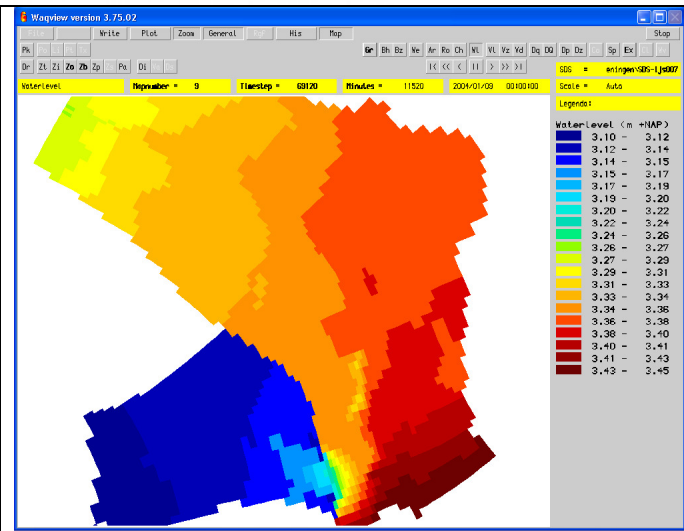 Waqview version 3.75.02
Write Plot Zoom General His Map Stop
Pk Gr Bh Bz We Ar Ro Ch Wl Vl Vz Yd Dq DQ Dp Dz Sp Ex
Dr Zt Zi Zo Zb Zp Pa Di I< << < II > >> >I
SDS = eningen\SDS-ijs007
Waterlevel Mapnumber = 9 Timestep = 69120 Minutes = 11520 2004/01/09 00:00:00
Scale = Auto
Legenda:
Waterlevel (m +NAP)
3.10 - 3.12
3.12 - 3.14
3.14 - 3.15
3.15 - 3.17
3.17 - 3.19
3.19 - 3.20
3.20 - 3.22
3.22 - 3.24
3.24 - 3.26
3.26 - 3.27
3.27 - 3.29
3.29 - 3.31
3.31 - 3.33
3.33 - 3.34
3.34 - 3.36
3.36 - 3.38
3.38 - 3.40
3.40 - 3.41
3.41 - 3.43
3.43 - 3.45